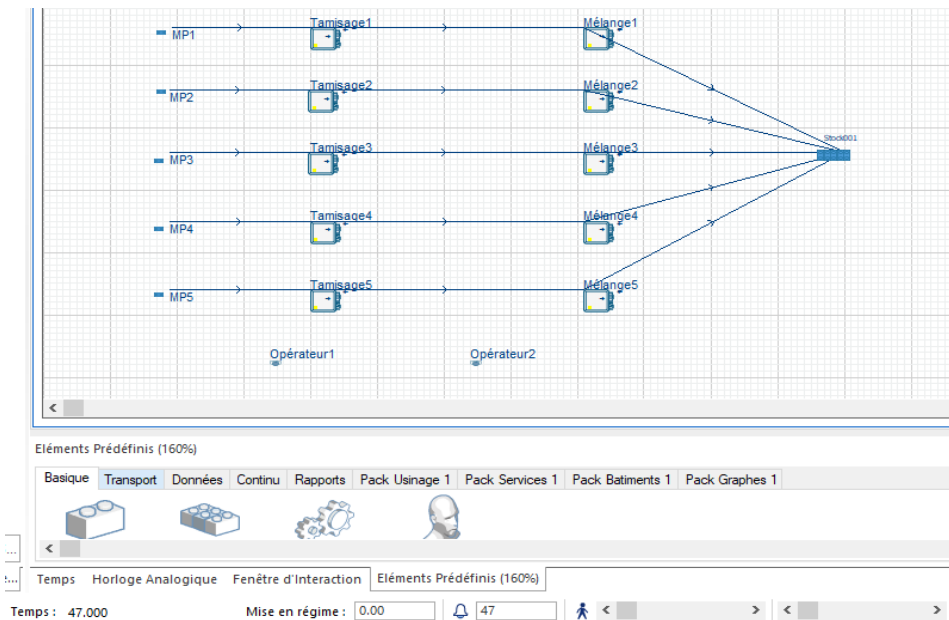 Tamisage1 Mélange1
MP1
Tamisage2 Mélange2
MP2
Stock001
Tamisage3 Mélange3
MP3
Tamisage4 Mélange4
MP4
Tamisage5 Mélange5
MP5
Opérateur1 Opérateur2
Eléments Prédéfinis (160%)
Basique Transport Données Continu Rapports Pack Usinage 1 Pack Services 1 Pack Batiments 1 Pack Graphes 1
...
Temps Horloge Analogique Fenêtre d'Interaction Eléments Prédéfinis (160%)
Temps : 47.000 Mise en régime : 0.00 47